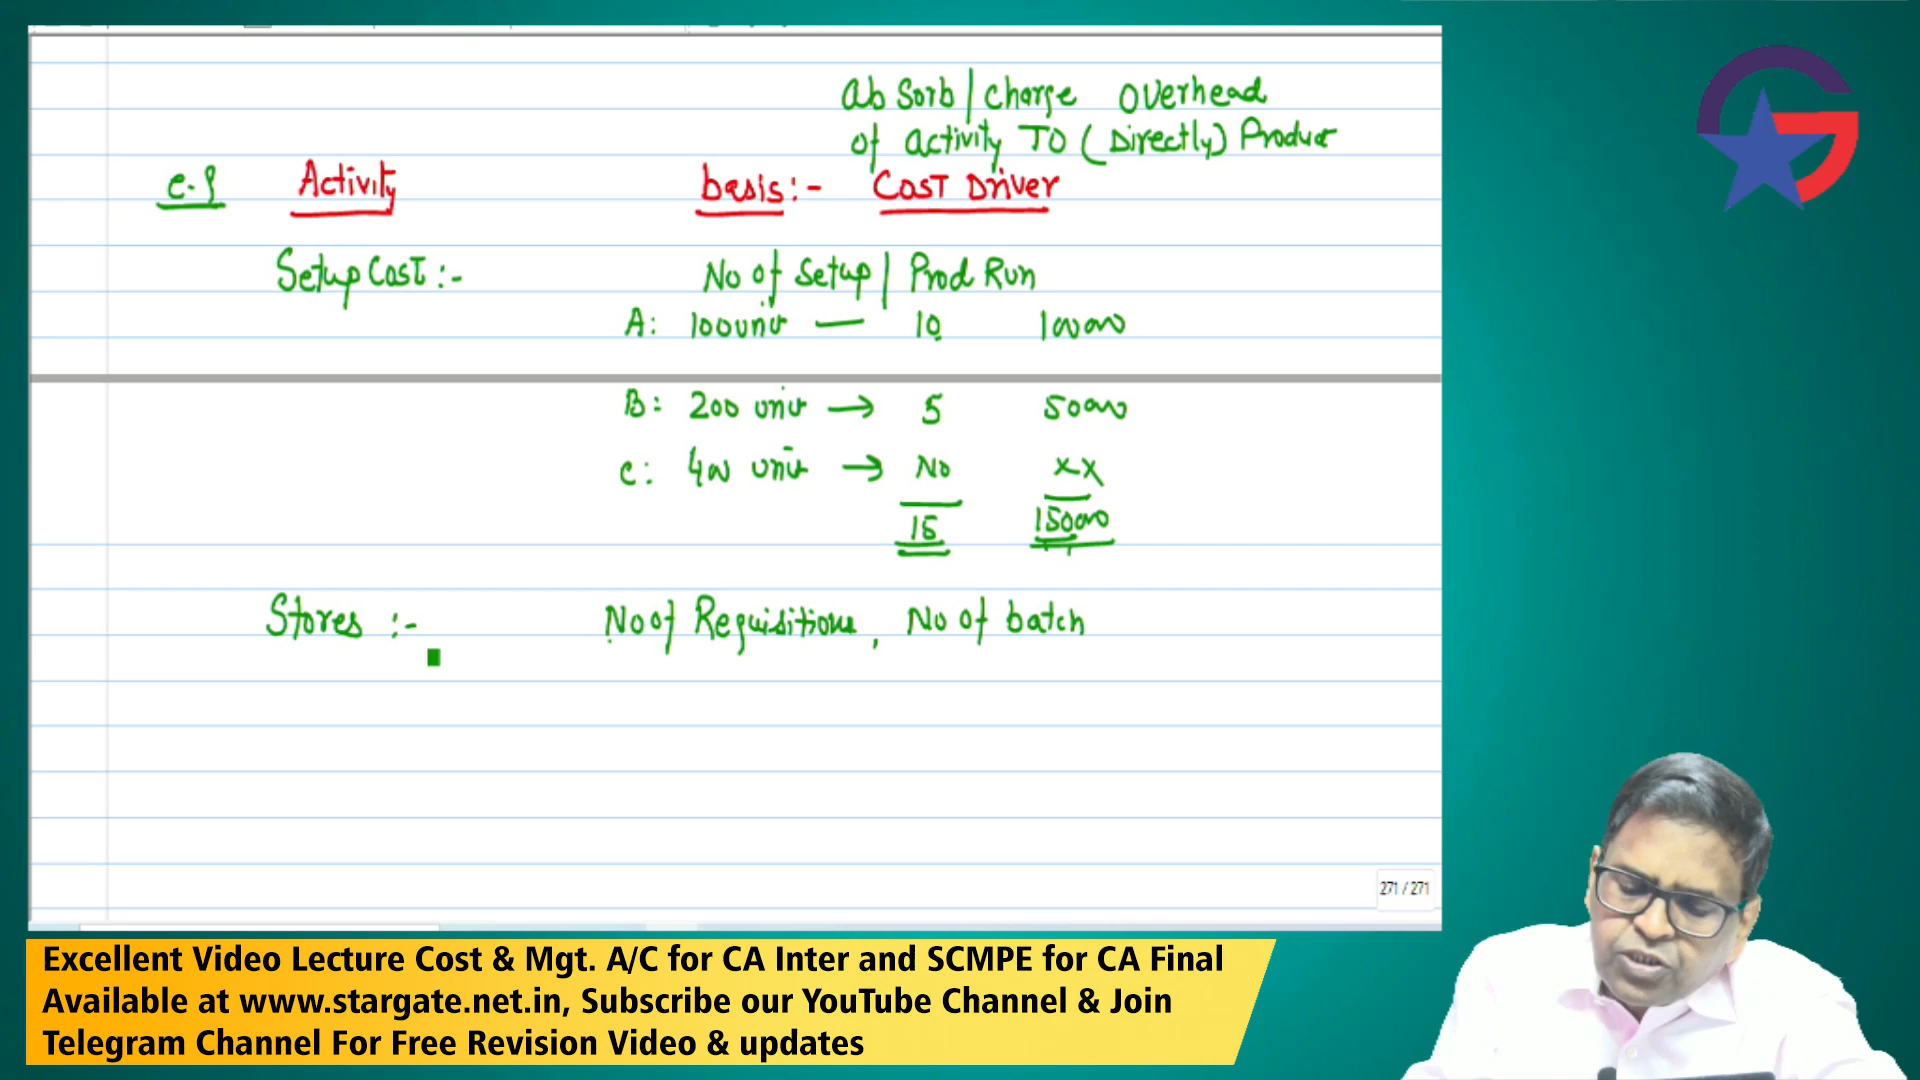 Absorb | Charge Overhead
of activity To (Directly) Product
e.g Activity basis:- Cost Driver
Setup Cost:- No of Setup | Prod Run
A: 100 unit — 10 10000
B: 200 unit → 5 5000
C: 400 unit → No xx
15 15000
Stores :- No of Requisitions, No of batch
271 / 271
Excellent Video Lecture Cost & Mgt. A/C for CA Inter and SCMPE for CA Final
Available at www.stargate.net.in, Subscribe our YouTube Channel & Join
Telegram Channel For Free Revision Video & updates